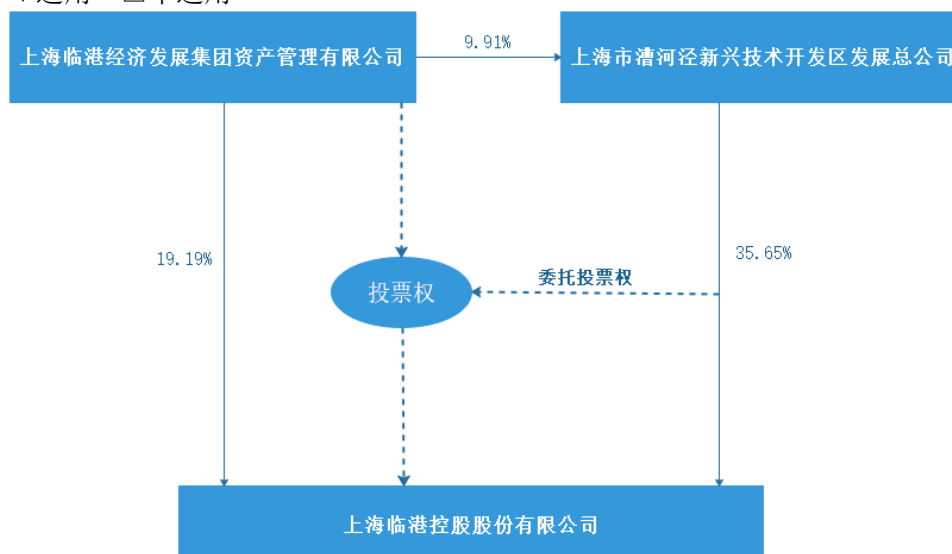 上海临港经济发展集团资产管理有限公司
9.91%
上海市漕河泾新兴技术开发区发展总公司
19.19%
35.65%
委托投票权
投票权
上海临港控股股份有限公司